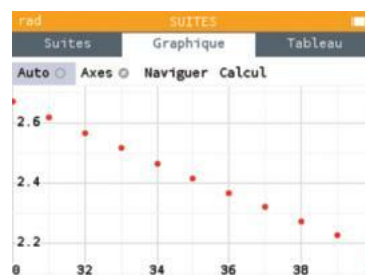 rad SUITES
Suites Graphique Tableau
Auto Axes Naviguer Calcul
2.6
2.4
2.2
0 32 34 36 38